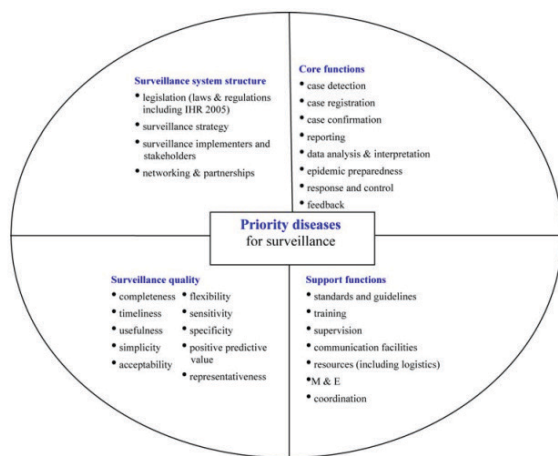 Surveillance system structure
• legislation (laws & regulations
including IHR 2005)
• surveillance strategy
• surveillance implementers and
stakeholders
• networking & partnerships
Core functions
• case detection
• case registration
• case confirmation
• reporting
• data analysis & interpretation
• epidemic preparedness
• response and control
• feedback
Priority diseases
for surveillance
Surveillance quality
• completeness
• timeliness
• usefulness
• simplicity
• acceptability
• flexibility
• sensitivity
• specificity
• positive predictive
value
• representativeness
Support functions
• standards and guidelines
• training
• supervision
• communication facilities
• resources (including logistics)
•M & E
• coordination